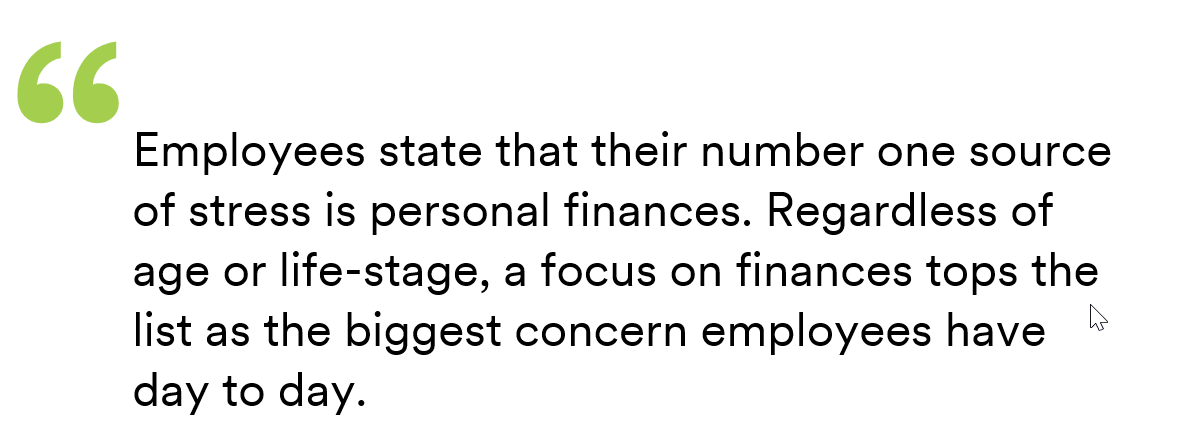 “
Employees state that their number one source
of stress is personal finances. Regardless of
age or life-stage, a focus on finances tops the
list as the biggest concern employees have
day to day.